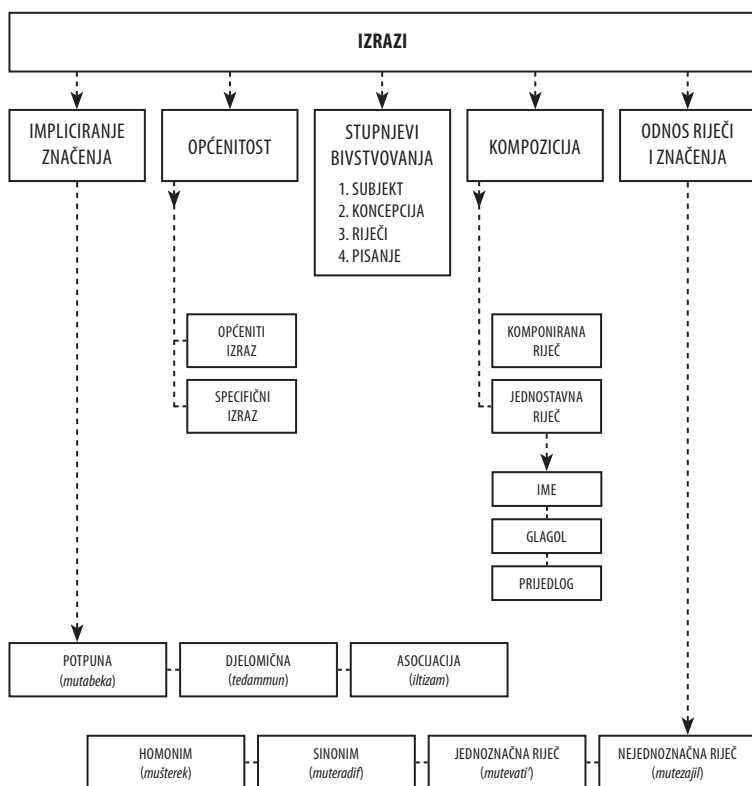 IZRAZI
IMPLICIRANJE
ZNAČENJA
OPĆENITOST
STUPNJEVI
BIVSTVOVANJA
1. SUBJEKT
2. KONCEPCIJA
3. RIJEČI
4. PISANJE
KOMPOZICIJA
ODNOS RIJEČI
I ZNAČENJA
OPĆENITI
IZRAZ
SPECIFIČNI
IZRAZ
KOMPONIRANA
RIJEČ
JEDNOSTAVNA
RIJEČ
IME
GLAGOL
PRIJEDLOG
POTPUNA
(mutabeka)
DJELOMIČNA
(tedammun)
ASOCIJACIJA
(iltizam)
HOMONIM
(mušterek)
SINONIM
(muteradif)
JEDNOZNAČNA RIJEČ
(mutevati')
NEJEDNOZNAČNA RIJEČ
(mutezajil)